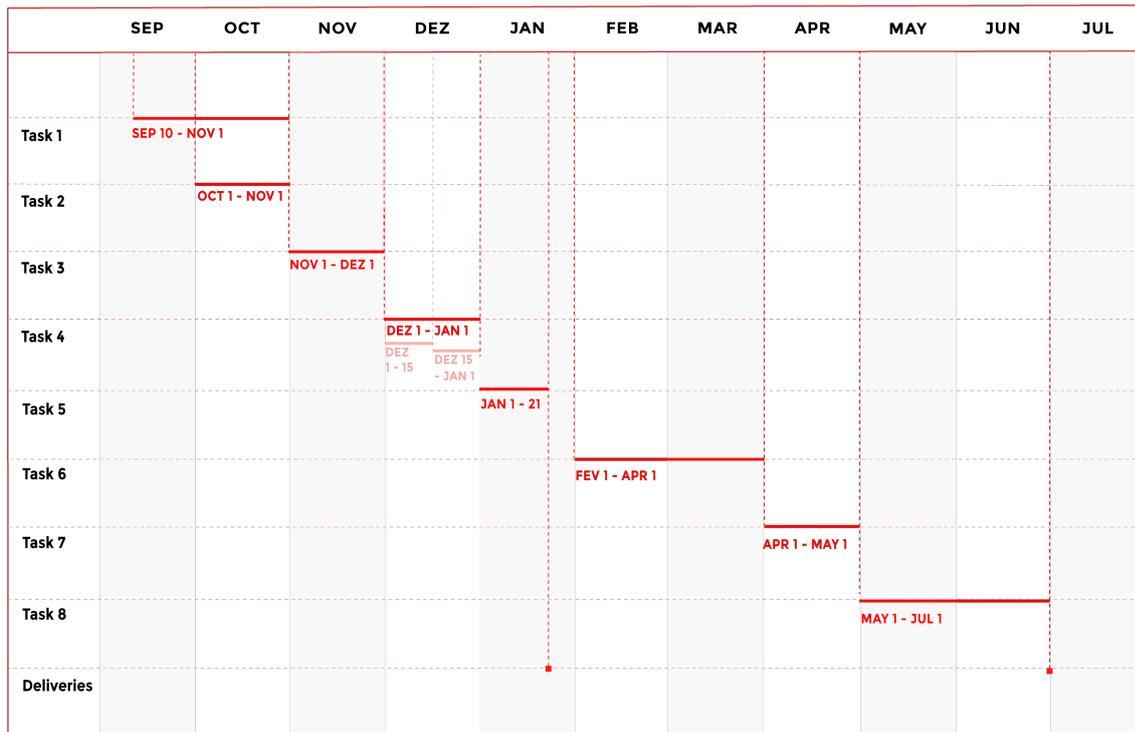 SEP OCT NOV DEZ JAN FEB MAR APR MAY JUN JUL
Task 1
SEP 10 - NOV 1
Task 2
OCT 1 - NOV 1
Task 3
NOV 1 - DEZ 1
Task 4
DEZ 1 - JAN 1
DEZ
1 - 15
DEZ 15
- JAN 1
Task 5
JAN 1 - 21
Task 6
FEV 1 - APR 1
Task 7
APR 1 - MAY 1
Task 8
MAY 1 - JUL 1
Deliveries